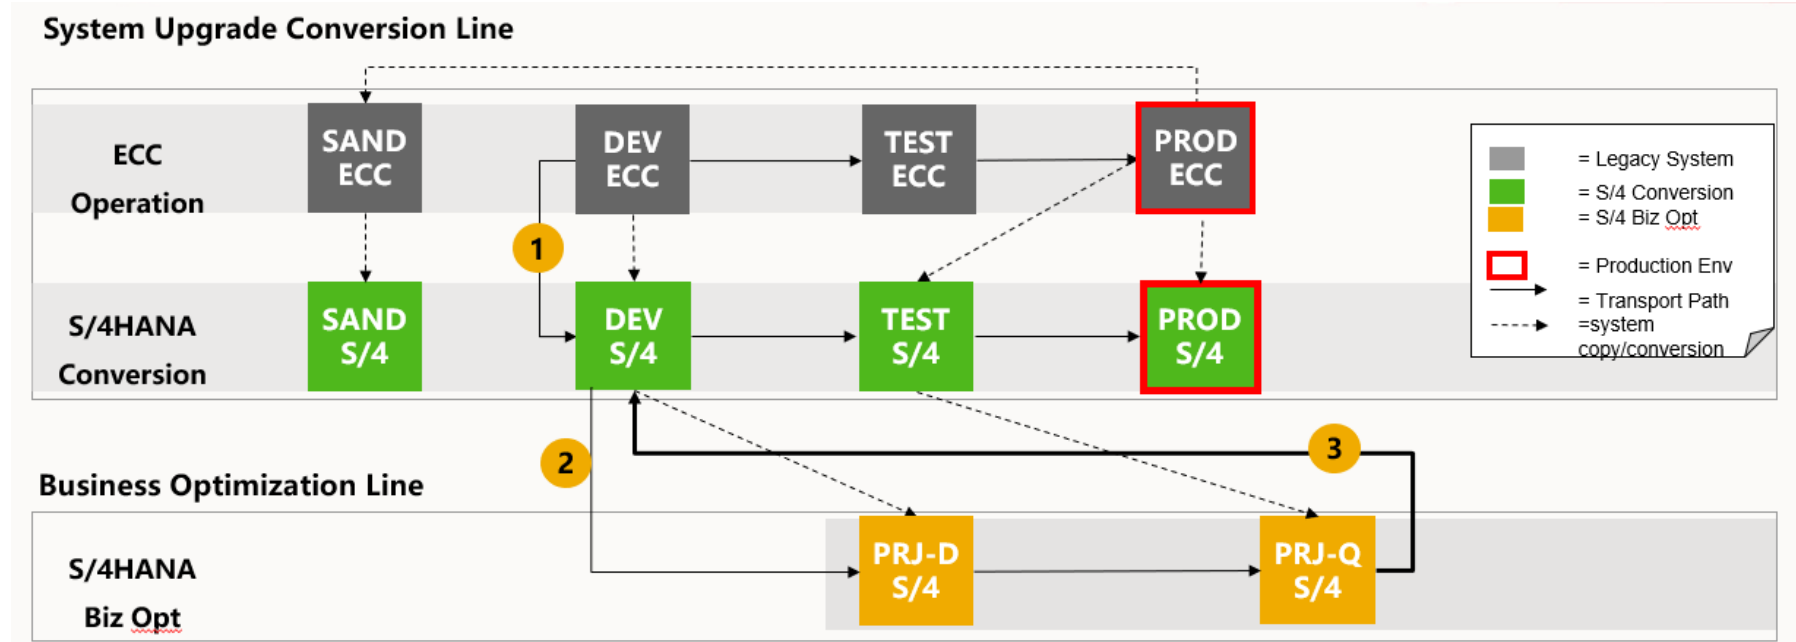 System Upgrade Conversion Line
ECC
Operation
SAND
ECC
DEV
ECC
TEST
ECC
PROD
ECC
1
S/4HANA
Conversion
SAND
S/4
DEV
S/4
TEST
S/4
PROD
S/4
= Legacy System
= S/4 Conversion
= S/4 Biz Opt
= Production Env
= Transport Path
=system
copy/conversion
2
3
Business Optimization Line
S/4HANA
Biz Opt
PRJ-D
S/4
PRJ-Q
S/4